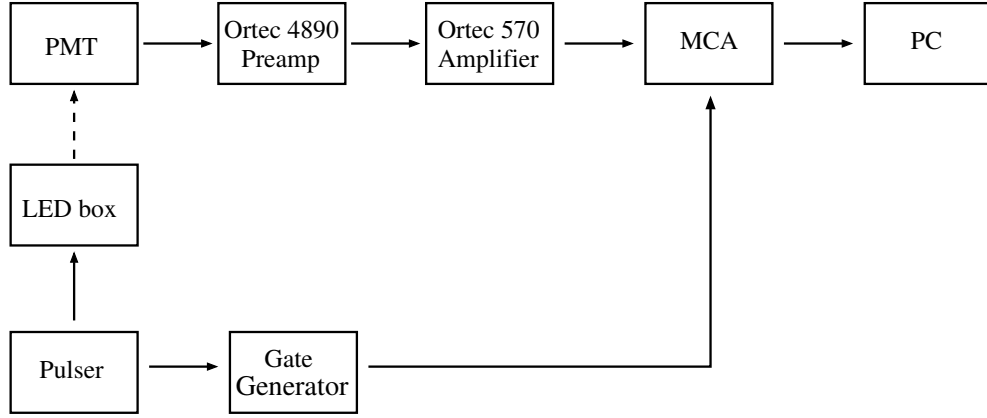 PMT
Ortec 4890
Preamp
Ortec 570
Amplifier
MCA
PC
LED box
Pulser
Gate
Generator